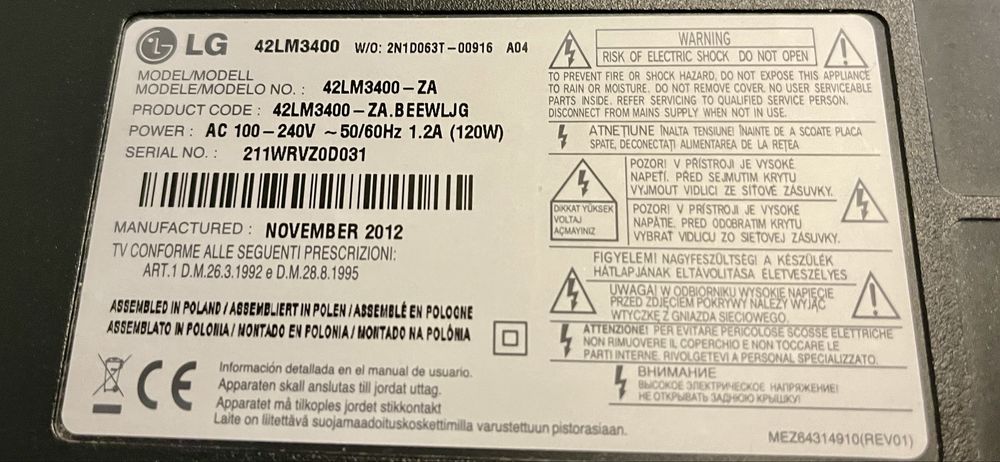 LG 42LM3400 W/O: 2N1D063T-00916 A04
MODEL/MODELL
MODELE/MODELO NO. : 42LM3400-ZA
PRODUCT CODE : 42LM3400-ZA.BEEWLJG
POWER : AC 100-240V ~50/60Hz 1.2A (120W)
SERIAL NO. : 211WRVZ0D031
MANUFACTURED : NOVEMBER 2012
TV CONFORME ALLE SEGUENTI PRESCRIZIONI:
ART.1 D.M.26.3.1992 e D.M.28.8.1995
ASSEMBLED IN POLAND / ASSEMBLIERT IN POLEN / ASSEMBLÉ EN POLOGNE
ASSEMBLATO IN POLONIA / MONTADO EN POLONIA / MONTADO NA POLÔNIA
CE
Información detallada en el manual de usuario.
Apparaten skall anslutas till jordat uttag.
Apparatet må tilkoples jordet stikkontakt
Laite on liitettävä suojamaadoituskoskettimilla varustettuun pistorasiaan.
WARNING
RISK OF ELECTRIC SHOCK DO NOT OPEN
TO PREVENT FIRE OR SHOCK HAZARD, DO NOT EXPOSE THIS APPLIANCE
TO RAIN OR MOISTURE. DO NOT REMOVE COVER. NO USER SERVICEABLE
PARTS INSIDE. REFER SERVICING TO QUALIFIED SERVICE PERSON.
DISCONNECT FROM MAINS SUPPLY WHEN NOT IN USE.
ATNEŢIUNE ÎNALTA TENSIUNE! ÎNAINTE DE A SCOATE PLACA
SPATE, DECONECTAŢI ALIMENTAREA DE LA REŢEA
DIKKAT YÜKSEK
VOLTAJ
AÇMAYINIZ
POZOR! V PŘÍSTROJI JE VYSOKÉ
NAPETÍ. PŘED SEJMUTIM KRYTU
VYJMOUT VIDLICI ZE SÍŤOVÉ ZÁSUVKY.
POZOR! V PRÍSTROJI JE VYSOKÉ
NAPÄTIE. PRED ODOBRATIM KRYTU
VYBRAŤ VIDLICU ZO SIEŤOVEJ ZÁSUVKY.
FIGYELEM! NAGYFESZÜLTSÉGI A KÉSZÜLÉK
HÁTLAPJÁNAK ELTÁVOLÍTÁSA ÉLETVESZÉLYES
UWAGA! W ODBIORNIKU WYSOKIE NAPIĘCIE
PRZED ZDJĘCIEM POKRYWY NALEŻY WYJĄĆ
WTYCZKĘ Z GNIAZDA SIECIOWEGO.
ATTENZIONE! PER EVITARE PERICOLOSE SCOSSE ELETTRICHE
NON RIMUOVERE IL COPERCHIO E NON TOCCARE LE
PARTI INTERNE. RIVOLGETEVI A PERSONAL SPECIALIZZATO.
ВНИМАНИЕ
ВЫСОКОЕ ЭЛЕКТРИЧЕСКОЕ НАПРЯЖЕНИЕ!
НЕ ОТКРЫВАТЬ ЗАДНЮЮ КРЫШКУ!
MEZ64314910(REV01)